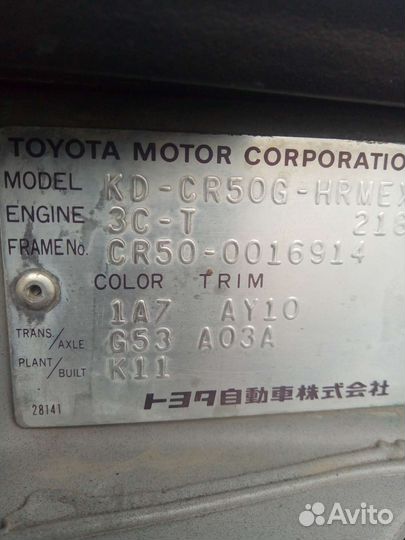 TOYOTA MOTOR CORPORATIO
MODEL KD-CR50G-HRMEX
ENGINE 3C-T 218
FRAME No. CR50-0016914
COLOR TRIM
1A7 AY10
TRANS./AXLE G53 A03A
PLANT/BUILT K11
28141 トヨタ自動車株式会社
Avito